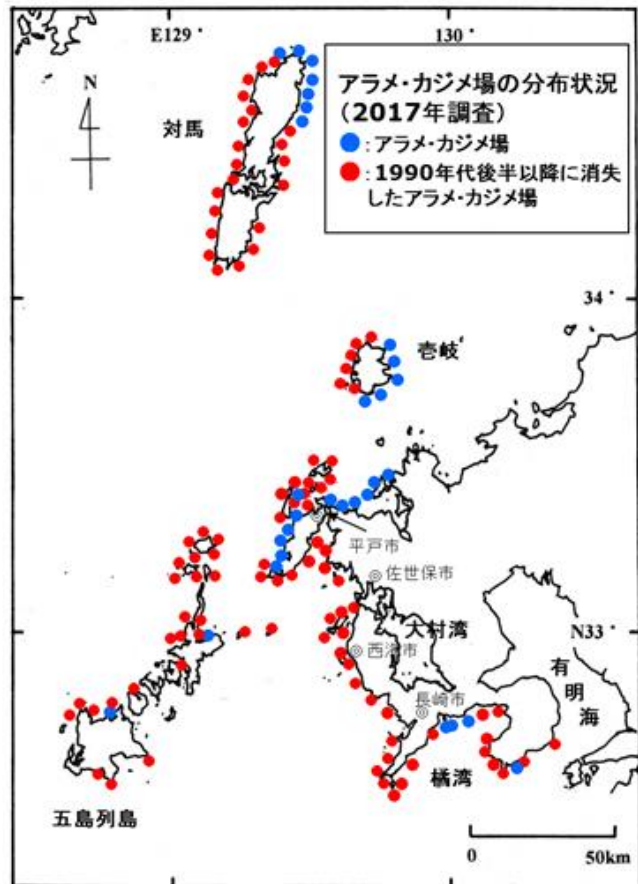 E129 °
130 °
N
対馬
アラメ・カジメ場の分布状況
(2017年調査)
: アラメ・カジメ場
: 1990年代後半以降に消失
したアラメ・カジメ場
34 °
壱岐
平戸市
佐世保市
大村湾
N33 °
西海市
有
明
海
長崎市
橘湾
五島列島
0
50km